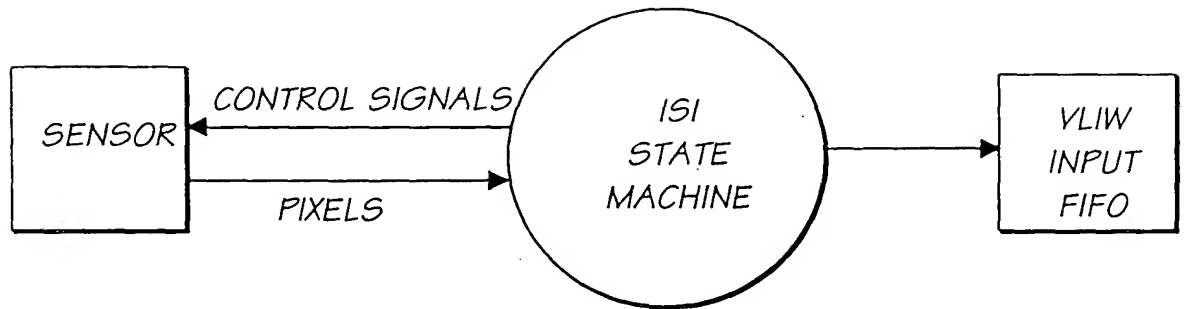 SENSOR
CONTROL SIGNALS
PIXELS
ISI
STATE
MACHINE
VLIW
INPUT
FIFO